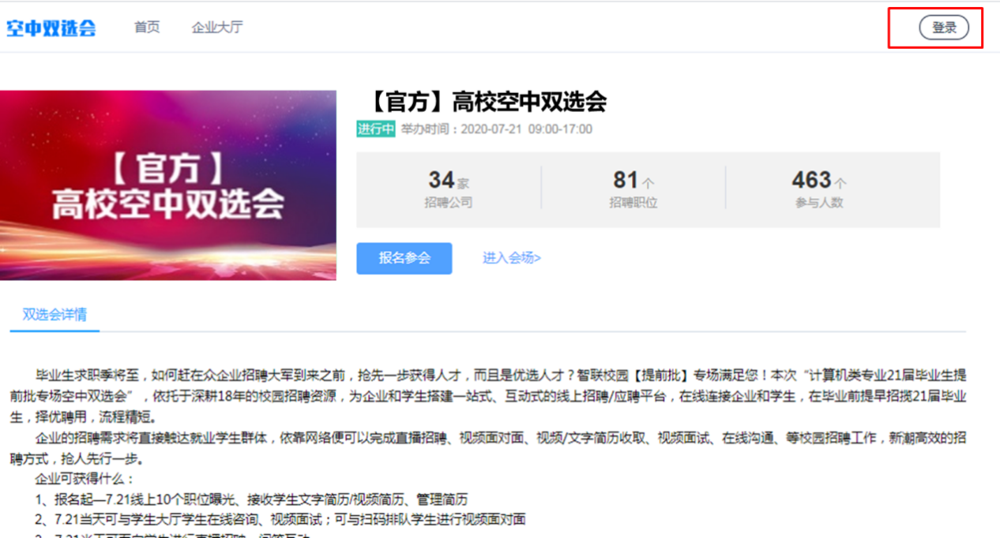 空中双选会 首页 企业大厅 登录
【官方】
高校空中双选会
【官方】高校空中双选会
进行中 举办时间：2020-07-21 09:00-17:00
34家 81个 463个
招聘公司 招聘职位 参与人数
报名参会 进入会场>
双选会详情
毕业生求职季将至，如何赶在众企业招聘大军到来之前，抢先一步获得人才，而且是优选人才？智联校园【提前批】专场满足您！本次“计算机类专业21届毕业生提
前批专场空中双选会”，依托于深耕18年的校园招聘资源，为企业和学生搭建一站式、互动式的线上招聘/应聘平台，在线连接企业和学生，在毕业前提早招揽21届毕业
生，择优聘用，流程精短。
企业的招聘需求将直接触达就业学生群体，依靠网络便可以完成直播招聘、视频面对面、视频/文字简历收取、视频面试、在线沟通、等校园招聘工作，新潮高效的招
聘方式，抢人先行一步。
企业可获得什么：
1、报名起—7.21线上10个职位曝光、接收学生文字简历/视频简历、管理简历
2、7.21当天可与学生大厅学生在线咨询、视频面试；可与扫码排队学生进行视频面对面